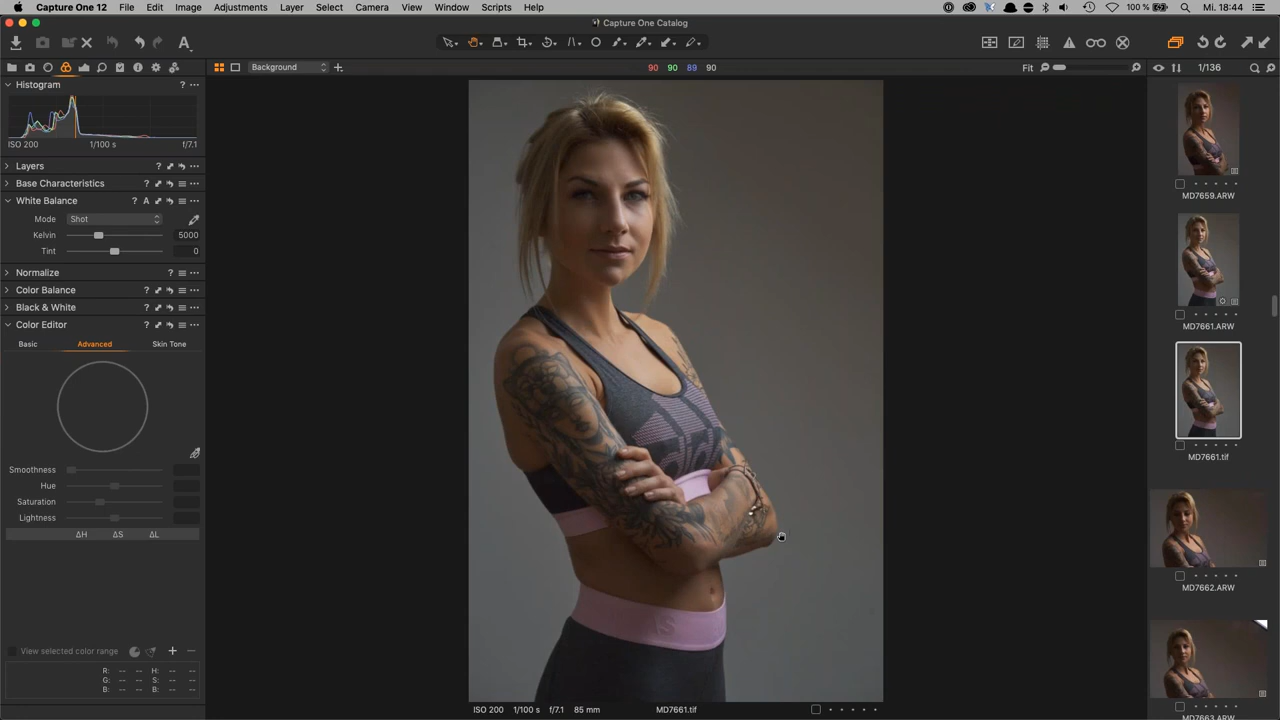 Capture One 12 File Edit Image Adjustments Layer Select Camera View Window Scripts Help 100 % Mi. 18:44
Capture One Catalog
A
Background 90 90 89 90 Fit 1/136
Histogram ?
ISO 200 1/100 s f/7.1
Layers ?
Base Characteristics ?
White Balance ? A
Mode Shot
Kelvin 5000
Tint 0
Normalize ?
Color Balance ?
Black & White ?
Color Editor ?
Basic Advanced Skin Tone
Smoothness
Hue
Saturation
Lightness
ΔH ΔS ΔL
View selected color range
R: -- -- H: -- --
G: -- -- S: -- --
B: -- -- B: -- --
ISO 200 1/100 s f/7.1 85 mm MD7661.tif
MD7659.ARW
MD7661.ARW
MD7661.tif
MD7662.ARW
MD7663.ARW